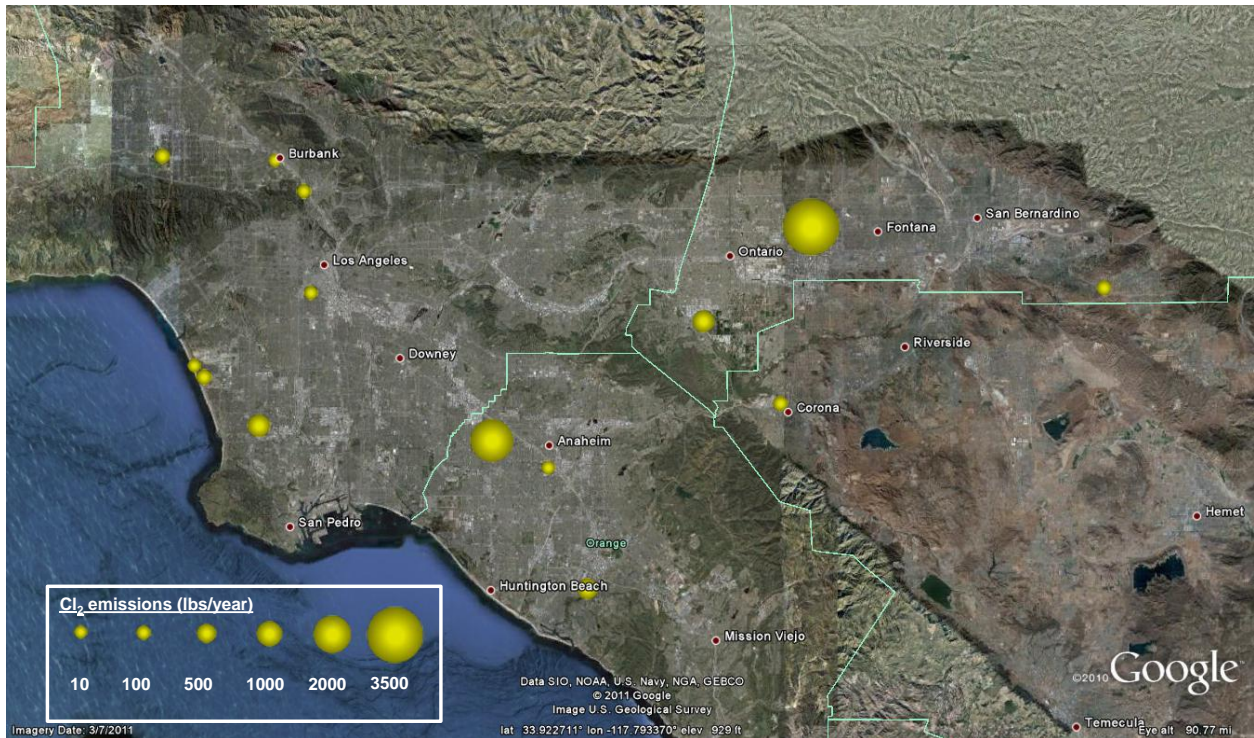 Burbank
San Bernardino
Fontana
Ontario
Los Angeles
Riverside
Downey
Corona
Anaheim
Hemet
San Pedro
Orange
Huntington Beach
Mission Viejo
Cl₂ emissions (lbs/year)
10 100 500 1000 2000 3500
Data SIO, NOAA, U.S. Navy, NGA, GEBCO
© 2011 Google
Image U.S. Geological Survey
©2010 Google
Temecula
Imagery Date: 3/7/2011
lat 33.922711° lon -117.793370° elev 929 ft
Eye alt 90.77 mi